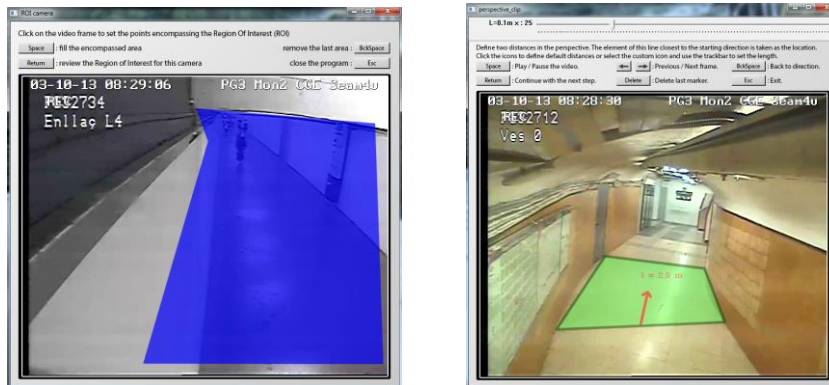 ROI camera
Click on the video frame to set the points encompassing the Region Of Interest (ROI)
Space : fill the encompassed area remove the last area : BckSpace
Return : review the Region of Interest for this camera close the program : Esc
03-10-13 08:29:06 PG3 Mon2
Enllaç L4
perspective_clip
L=0.1m x : 25
Define two distances in the perspective. The element of this line closest to the starting direction is taken as the location.
Click the icons to define default distances or select the custom icon and use the trackbar to set the length.
Space : Play / Pause the video. ← → : Previous / Next frame. BckSpace : Back to direction.
Return : Continue with the next step. Delete : Delete last marker. Esc : Exit.
03-10-13 08:28:30 PG3 Mon2
Ves 0
l = 2.5 m